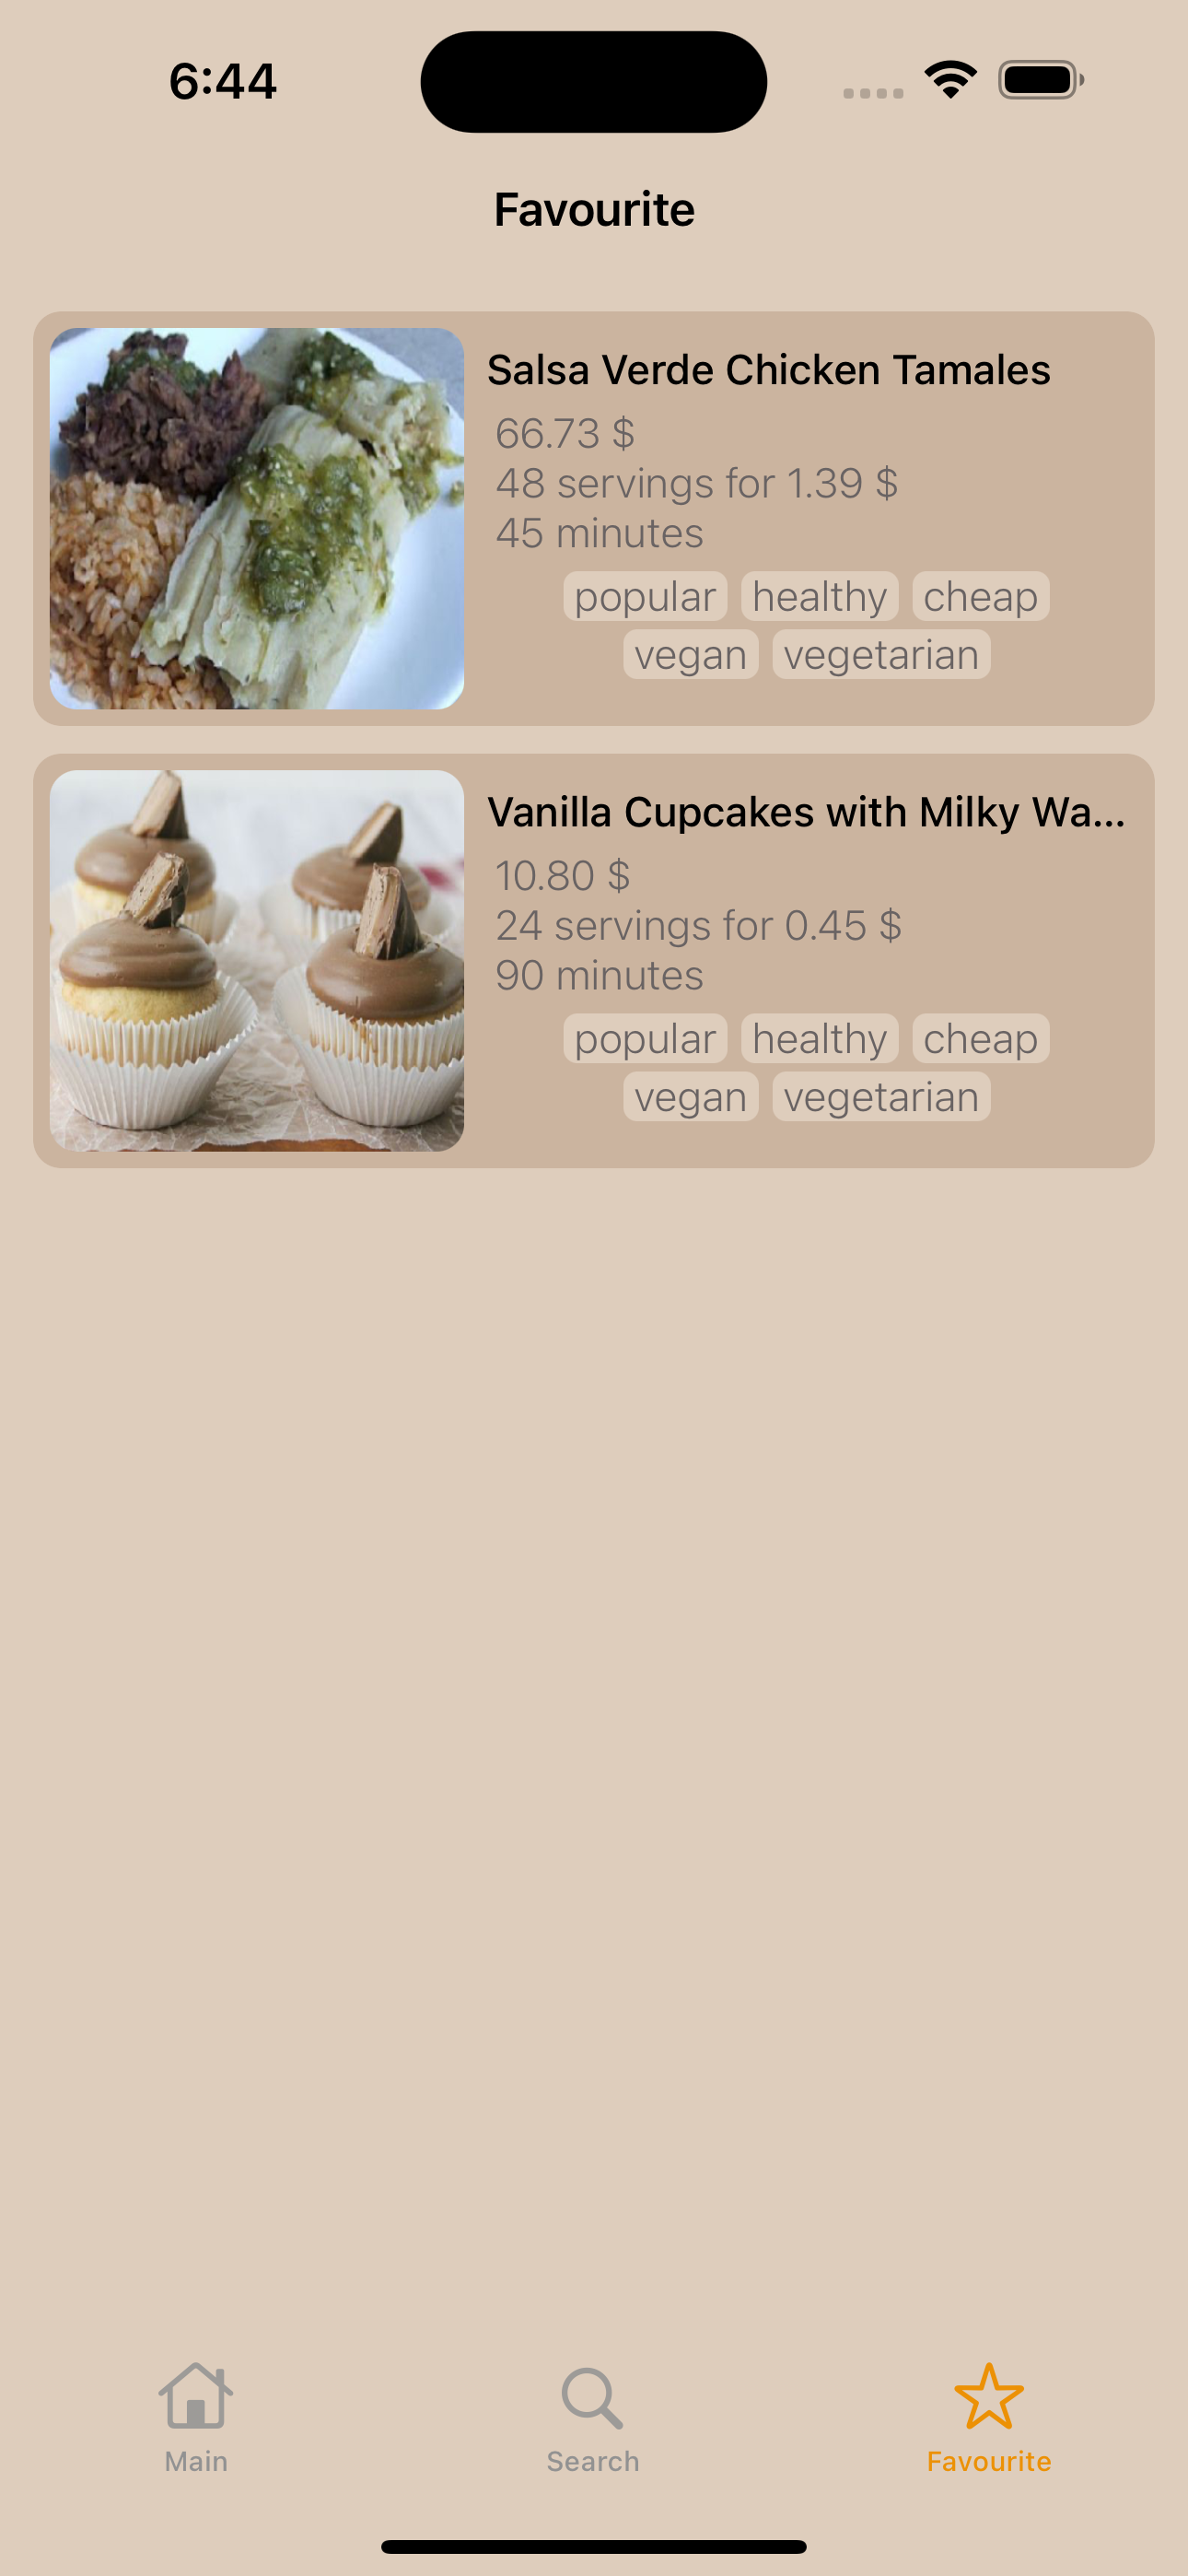 6:44
Favourite
Salsa Verde Chicken Tamales
66.73 $
48 servings for 1.39 $
45 minutes
popular healthy cheap
vegan vegetarian
Vanilla Cupcakes with Milky Wa...
10.80 $
24 servings for 0.45 $
90 minutes
popular healthy cheap
vegan vegetarian
Main Search Favourite